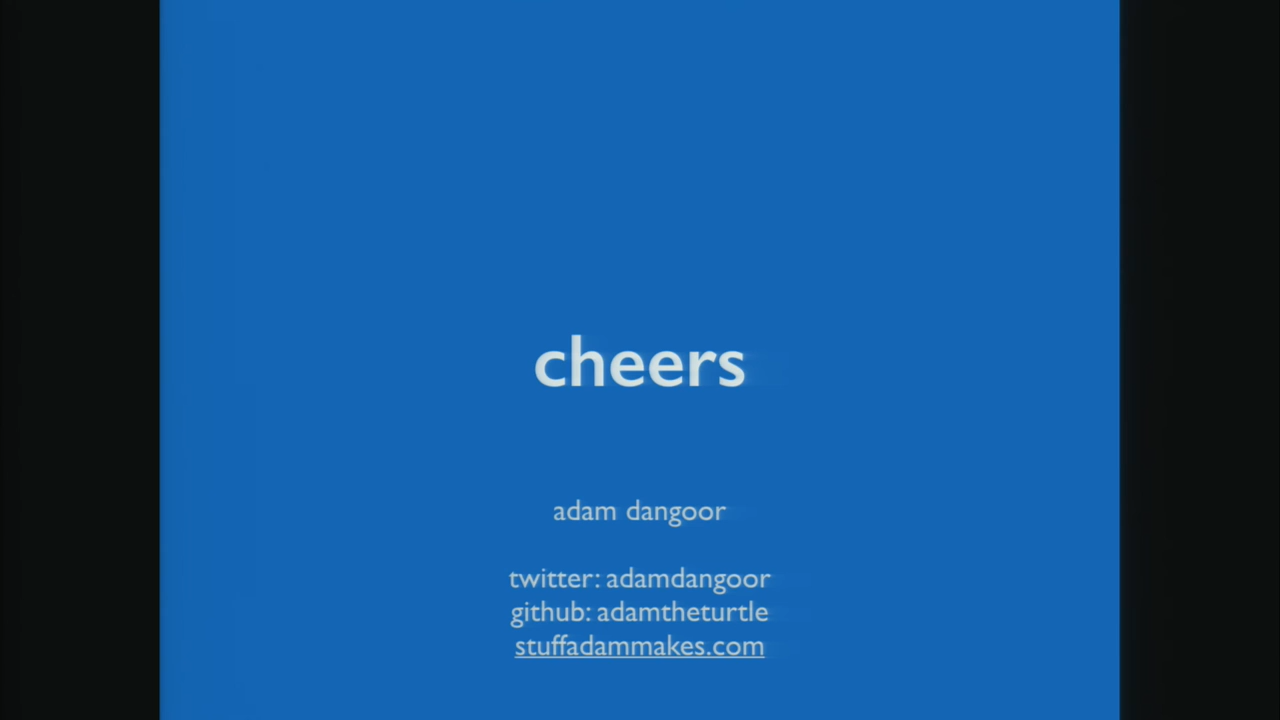 cheers
adam dangoor
twitter: adamdangoor
github: adamtheturtle
stuffadammakes.com